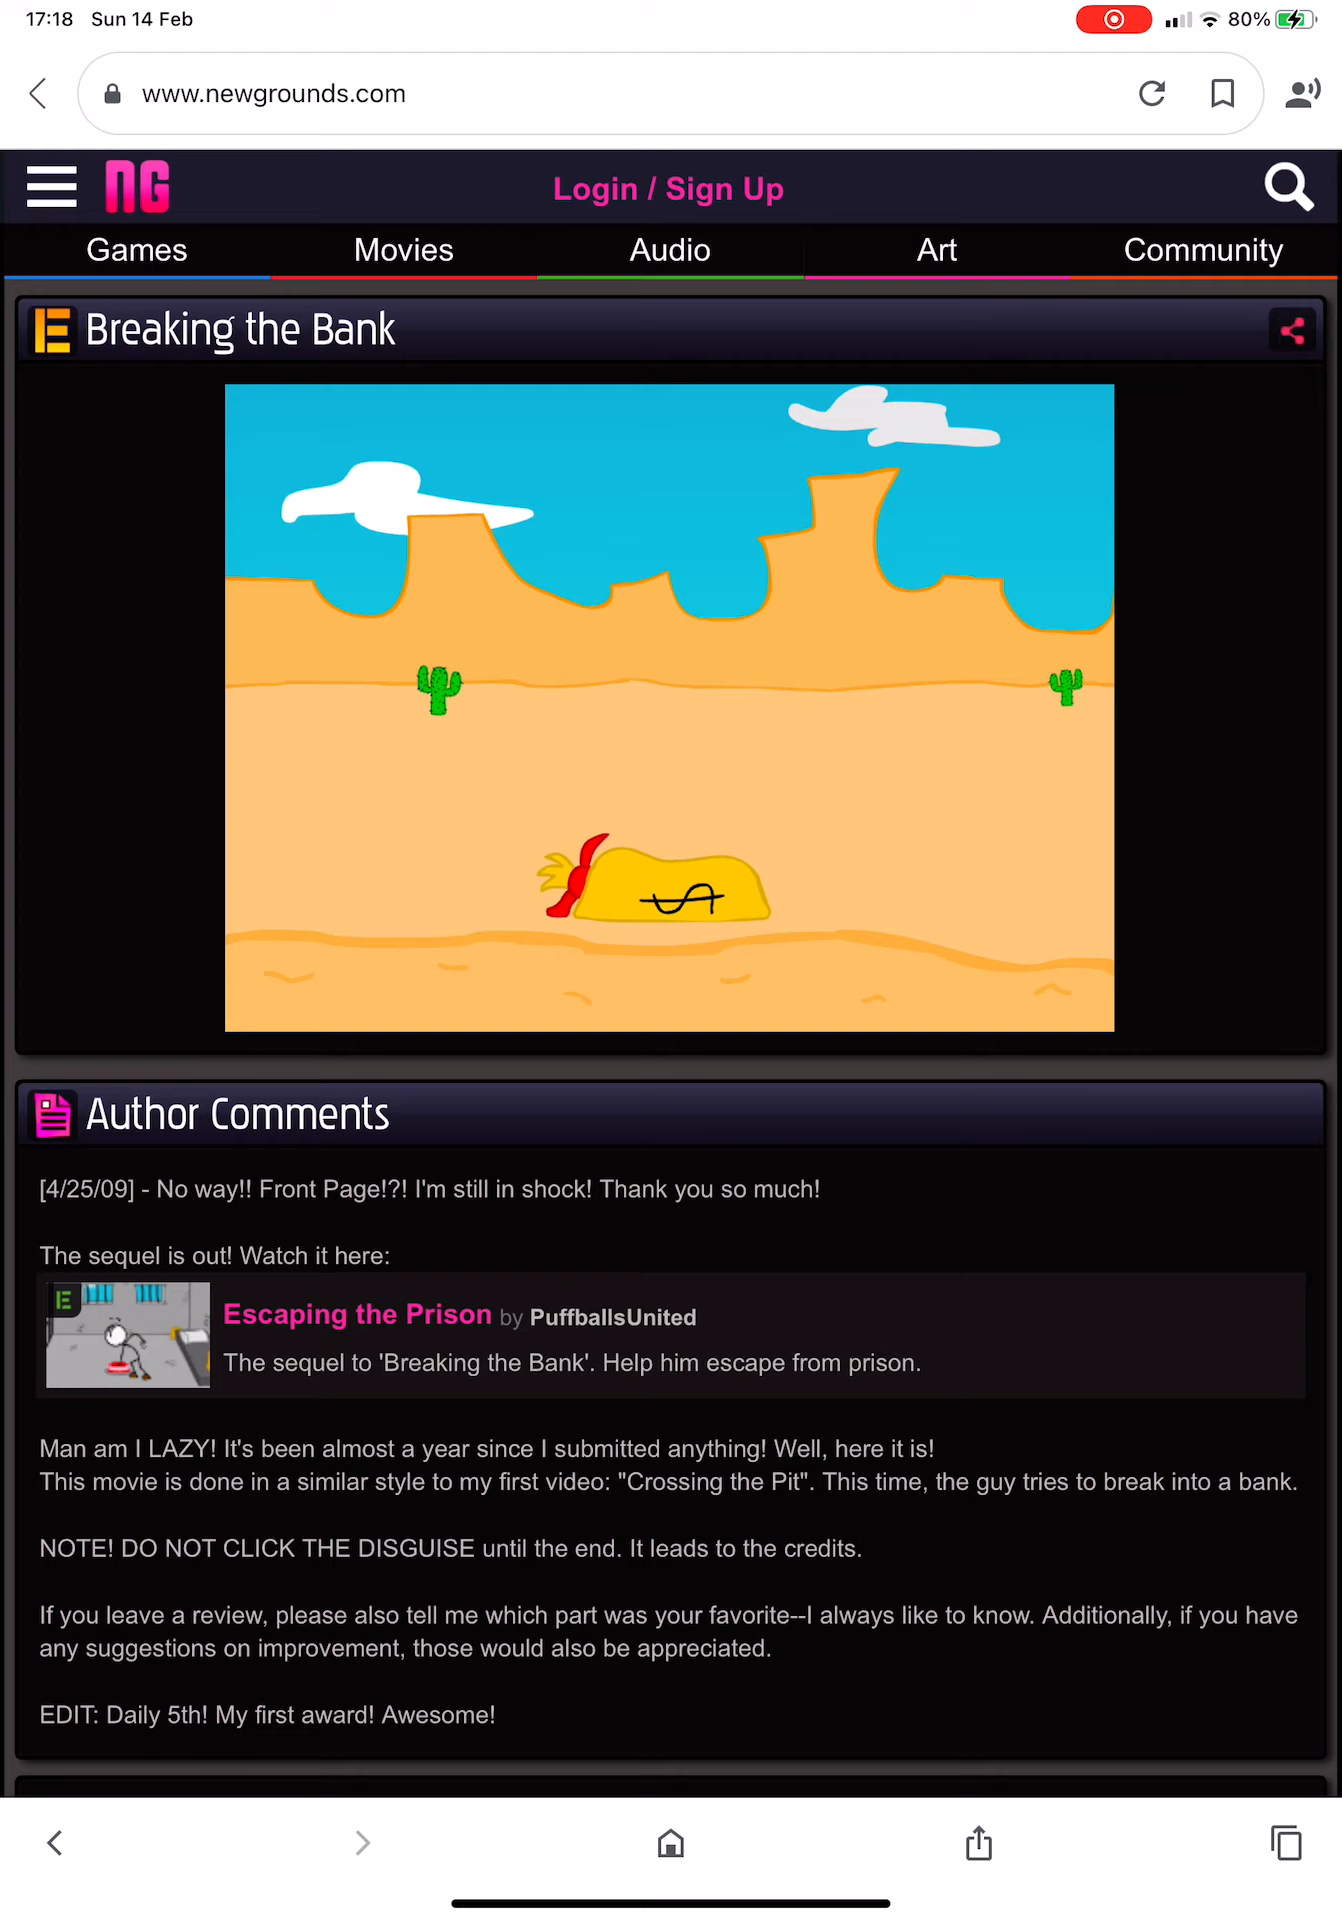 17:18 Sun 14 Feb
80%
www.newgrounds.com
NG
Login / Sign Up
Games Movies Audio Art Community
E Breaking the Bank
$
Author Comments
[4/25/09] - No way!! Front Page!?! I'm still in shock! Thank you so much!
The sequel is out! Watch it here:
E
Escaping the Prison by PuffballsUnited
The sequel to 'Breaking the Bank'. Help him escape from prison.
Man am I LAZY! It's been almost a year since I submitted anything! Well, here it is!
This movie is done in a similar style to my first video: "Crossing the Pit". This time, the guy tries to break into a bank.
NOTE! DO NOT CLICK THE DISGUISE until the end. It leads to the credits.
If you leave a review, please also tell me which part was your favorite--I always like to know. Additionally, if you have
any suggestions on improvement, those would also be appreciated.
EDIT: Daily 5th! My first award! Awesome!